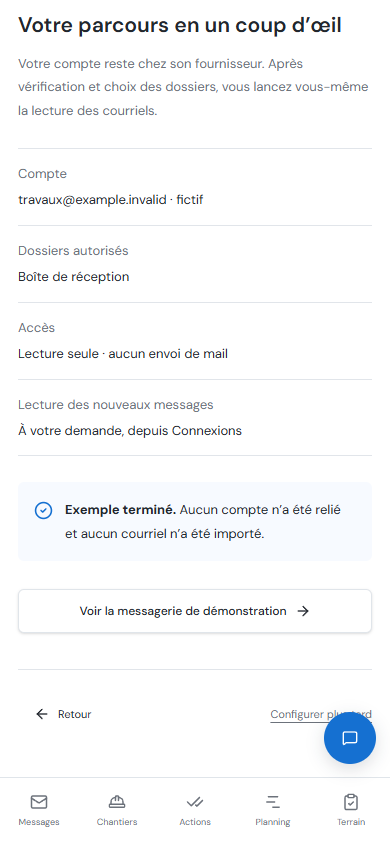 Votre parcours en un coup d’œil
Votre compte reste chez son fournisseur. Après
vérification et choix des dossiers, vous lancez vous-même
la lecture des courriels.
Compte
travaux@example.invalid · fictif
Dossiers autorisés
Boîte de réception
Accès
Lecture seule · aucun envoi de mail
Lecture des nouveaux messages
À votre demande, depuis Connexions
Exemple terminé. Aucun compte n’a été relié
et aucun courriel n’a été importé.
Voir la messagerie de démonstration
Retour
Configurer plus tard
Messages
Chantiers
Actions
Planning
Terrain